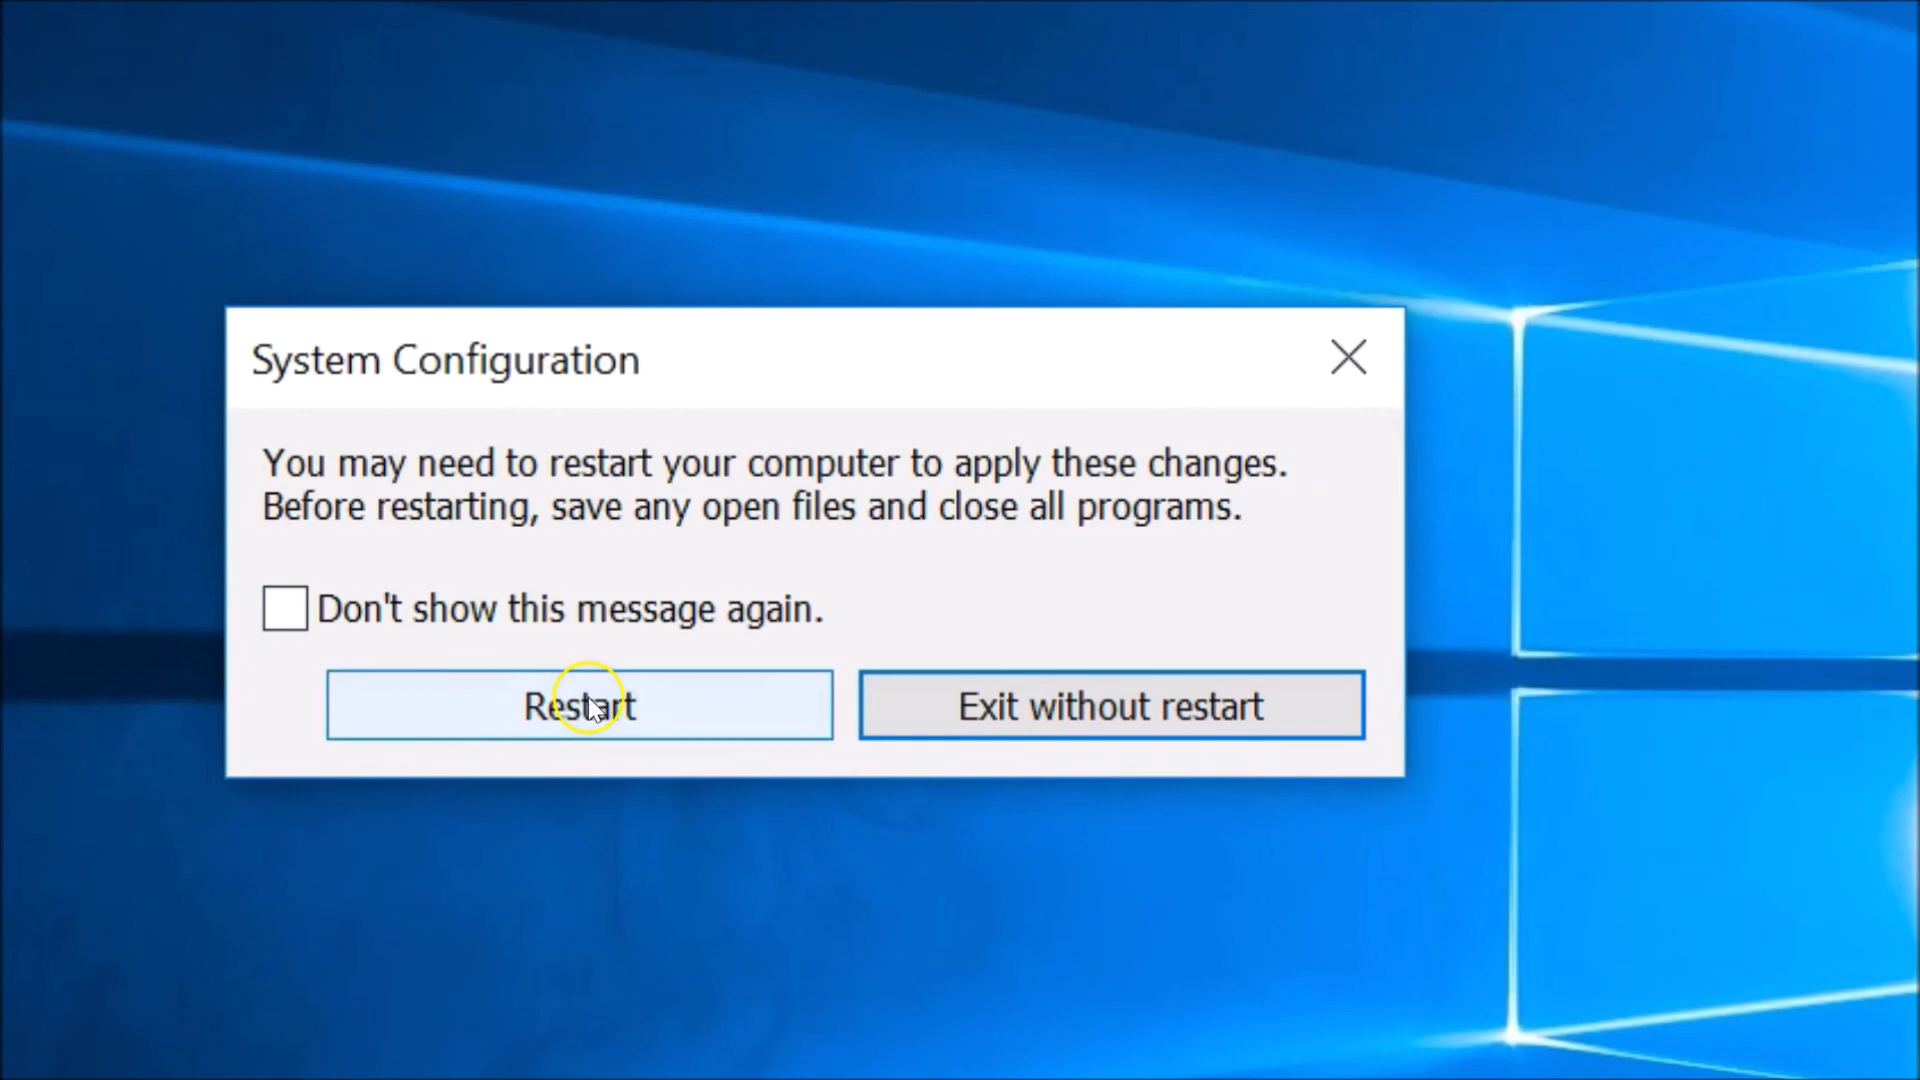 System Configuration
You may need to restart your computer to apply these changes.
Before restarting, save any open files and close all programs.
Don't show this message again.
Restart
Exit without restart